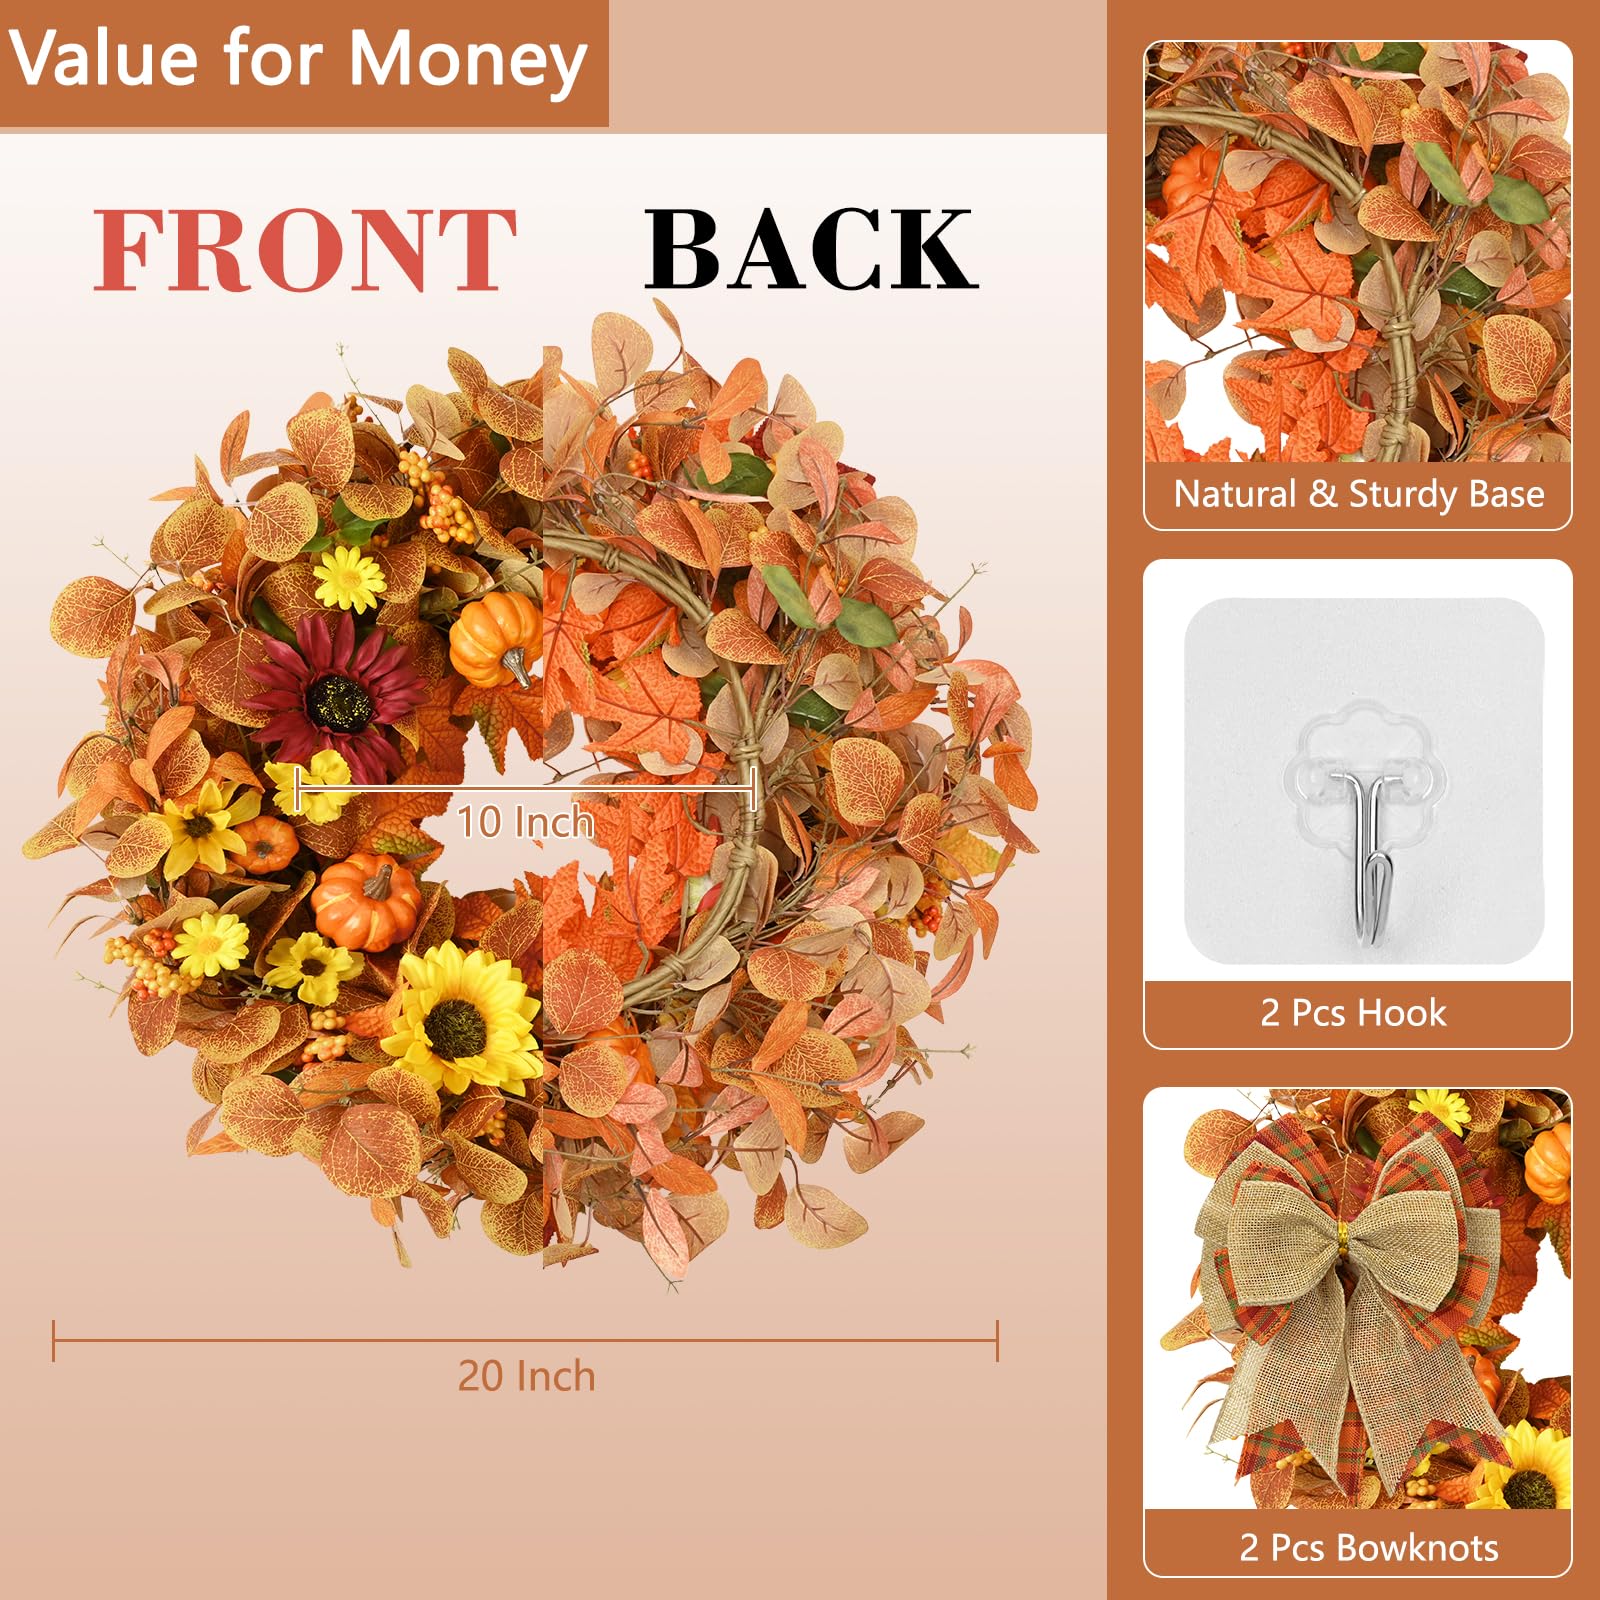 Value for Money
FRONT
BACK
10 Inch
20 Inch
Natural & Sturdy Base
2 Pcs Hook
2 Pcs Bowknots